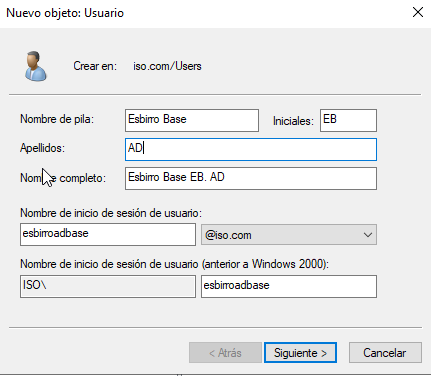 Nuevo objeto: Usuario
Crear en: iso.com/Users
Nombre de pila: Esbirro Base Iniciales: EB
Apellidos: AD
Nombre completo: Esbirro Base EB. AD
Nombre de inicio de sesión de usuario:
esbirroadbase @iso.com
Nombre de inicio de sesión de usuario (anterior a Windows 2000):
ISO\ esbirroadbase
< Atrás Siguiente > Cancelar